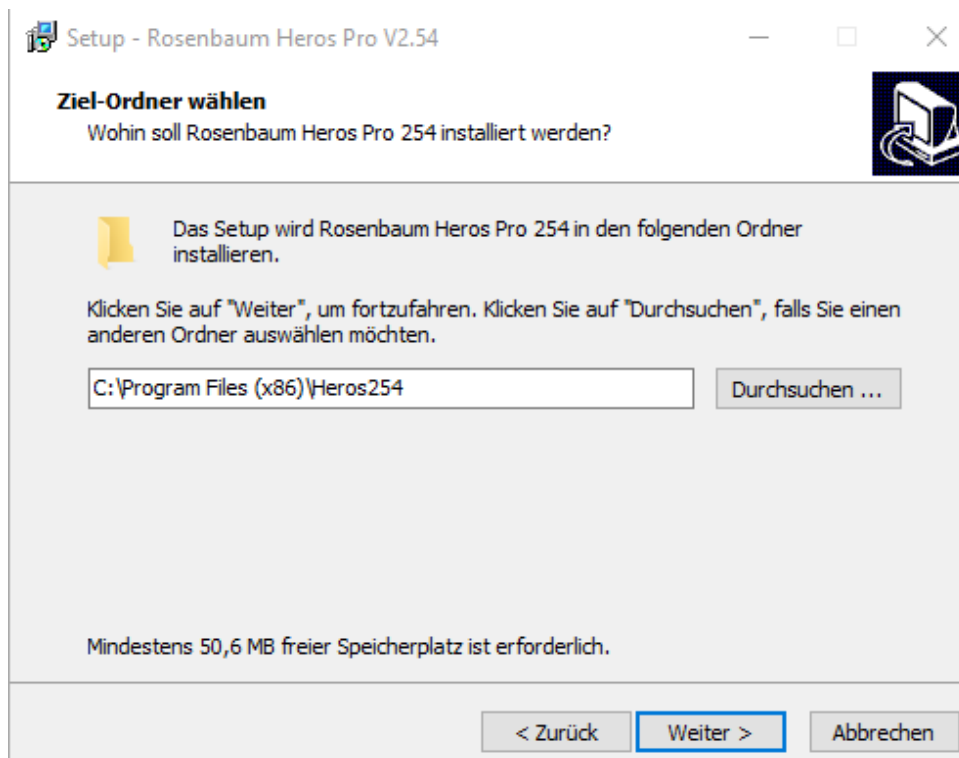 Setup - Rosenbaum Heros Pro V2.54
Ziel-Ordner wählen
Wohin soll Rosenbaum Heros Pro 254 installiert werden?
Das Setup wird Rosenbaum Heros Pro 254 in den folgenden Ordner
installieren.
Klicken Sie auf "Weiter", um fortzufahren. Klicken Sie auf "Durchsuchen", falls Sie einen
anderen Ordner auswählen möchten.
C:\Program Files (x86)\Heros254
Durchsuchen ...
Mindestens 50,6 MB freier Speicherplatz ist erforderlich.
< Zurück
Weiter >
Abbrechen